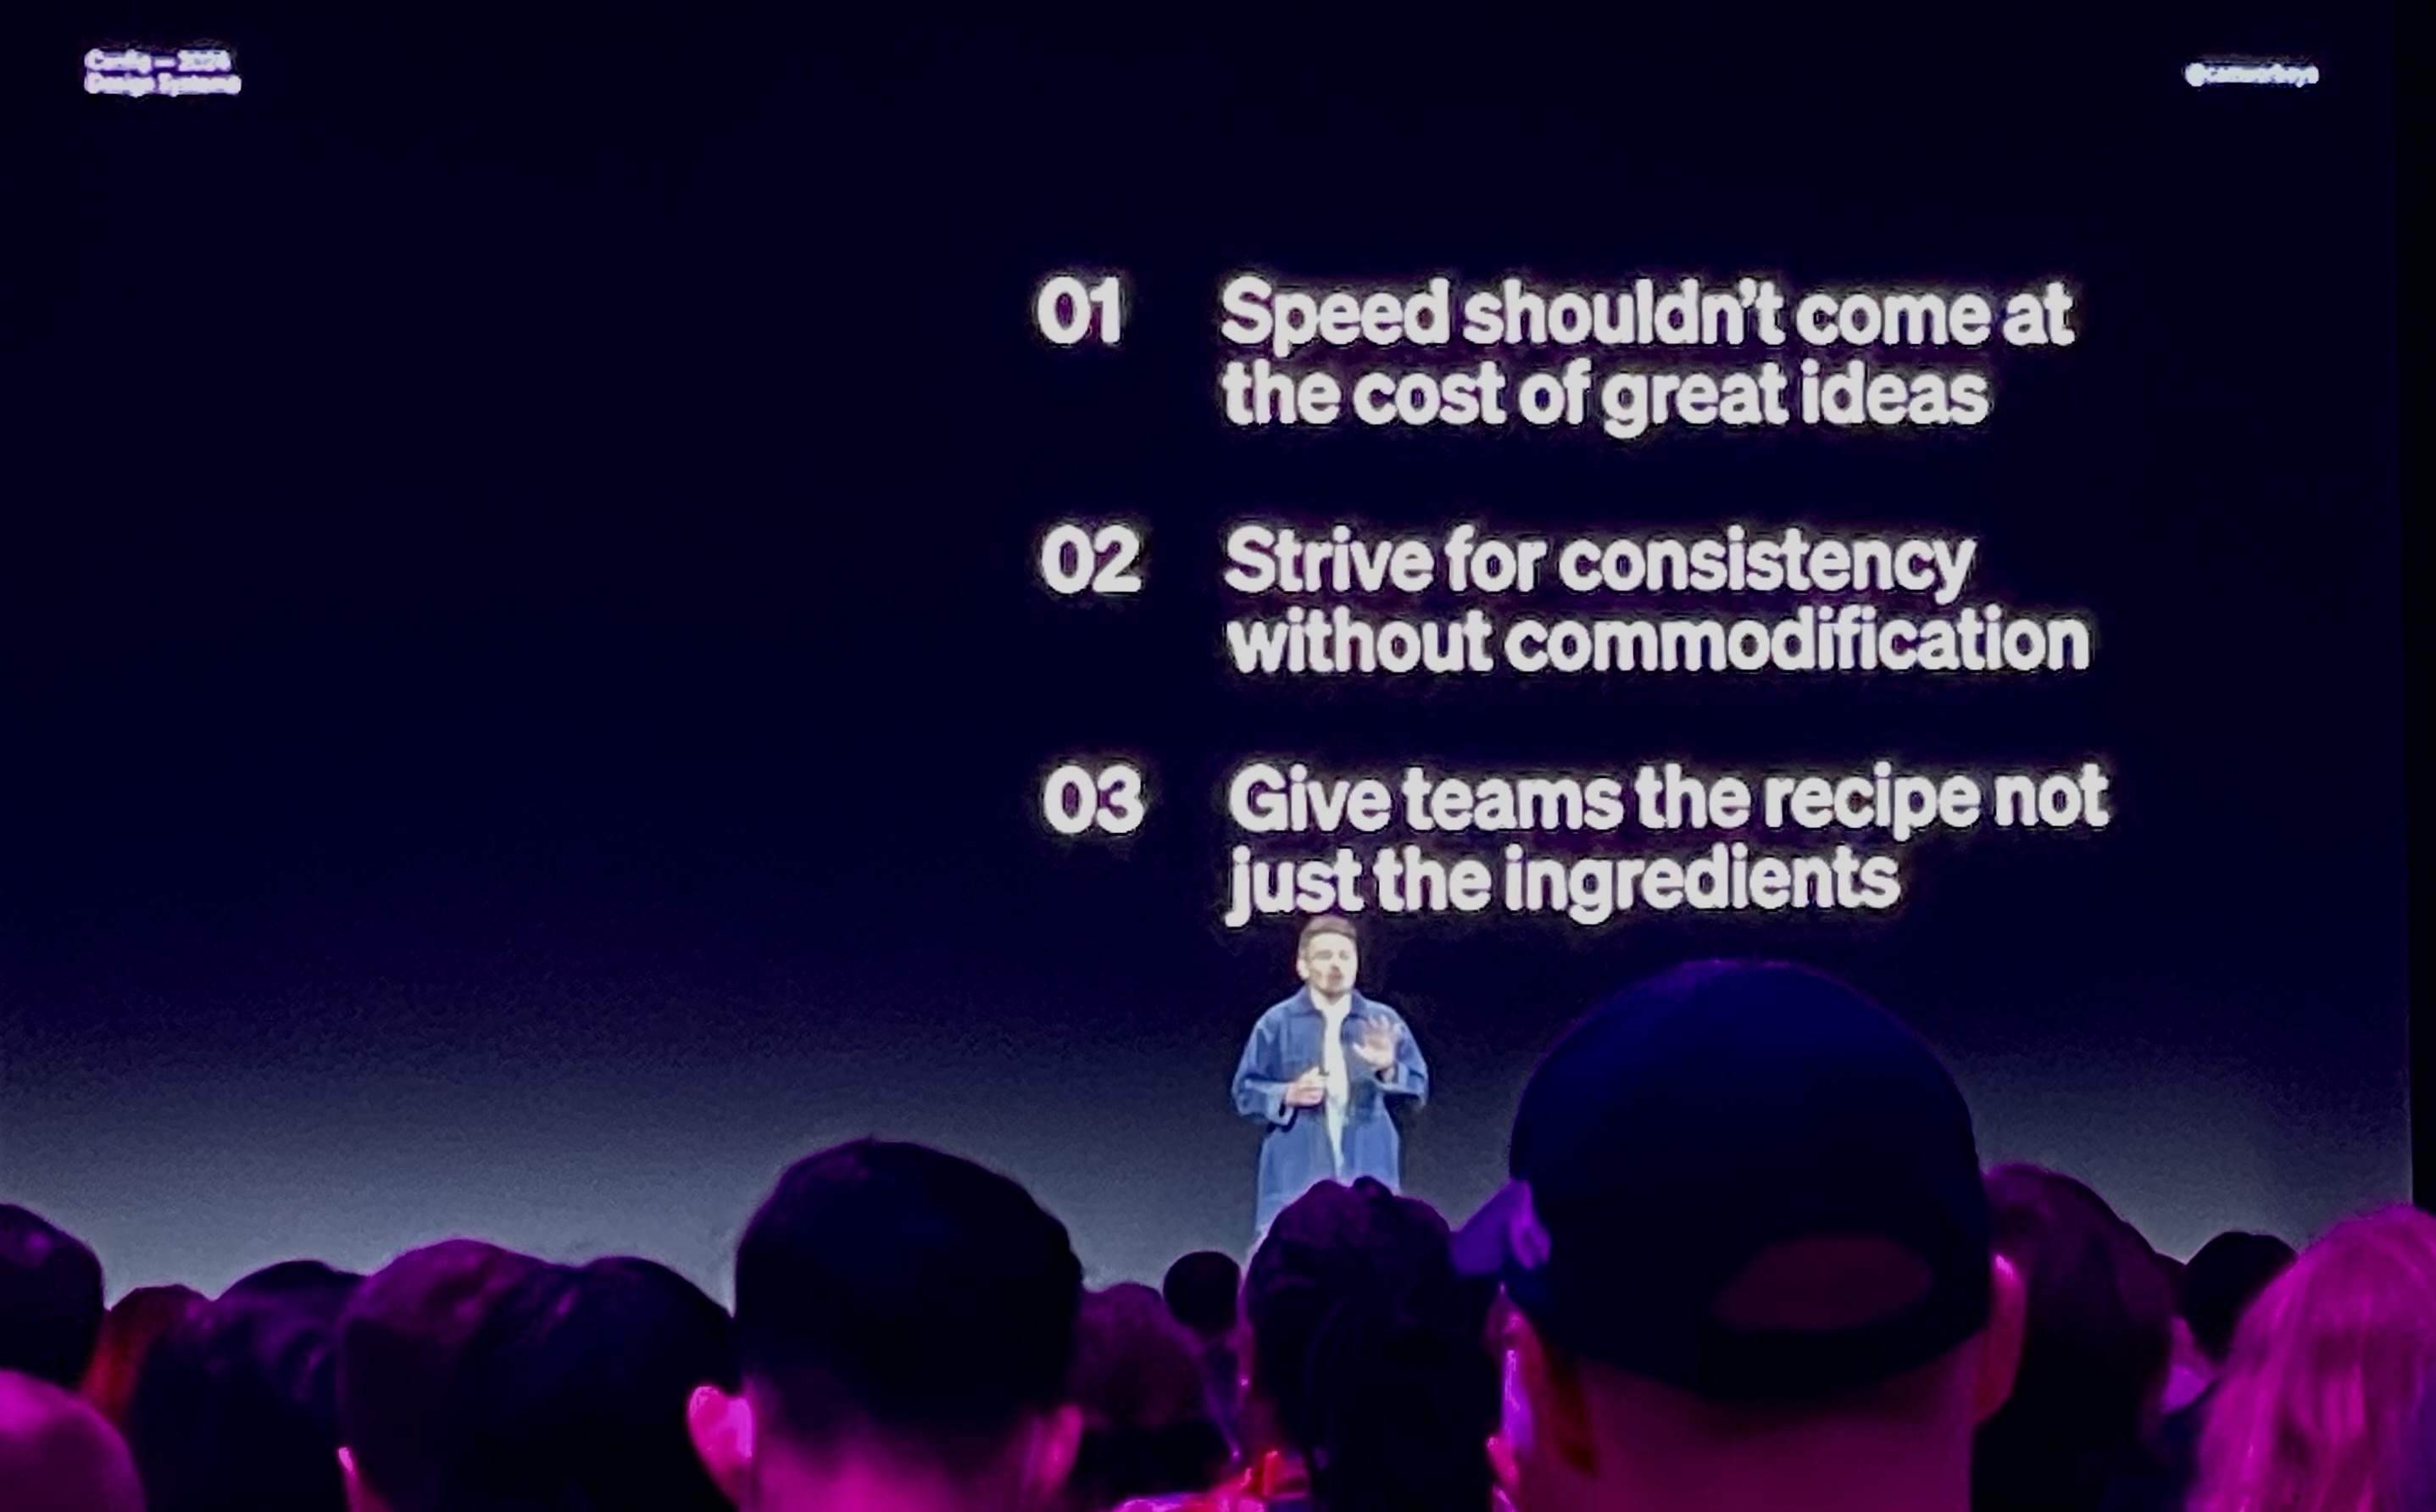 Config — 2024
Design Systems
@camworboys
01
Speed shouldn’t come at
the cost of great ideas
02
Strive for consistency
without commodification
03
Give teams the recipe not
just the ingredients